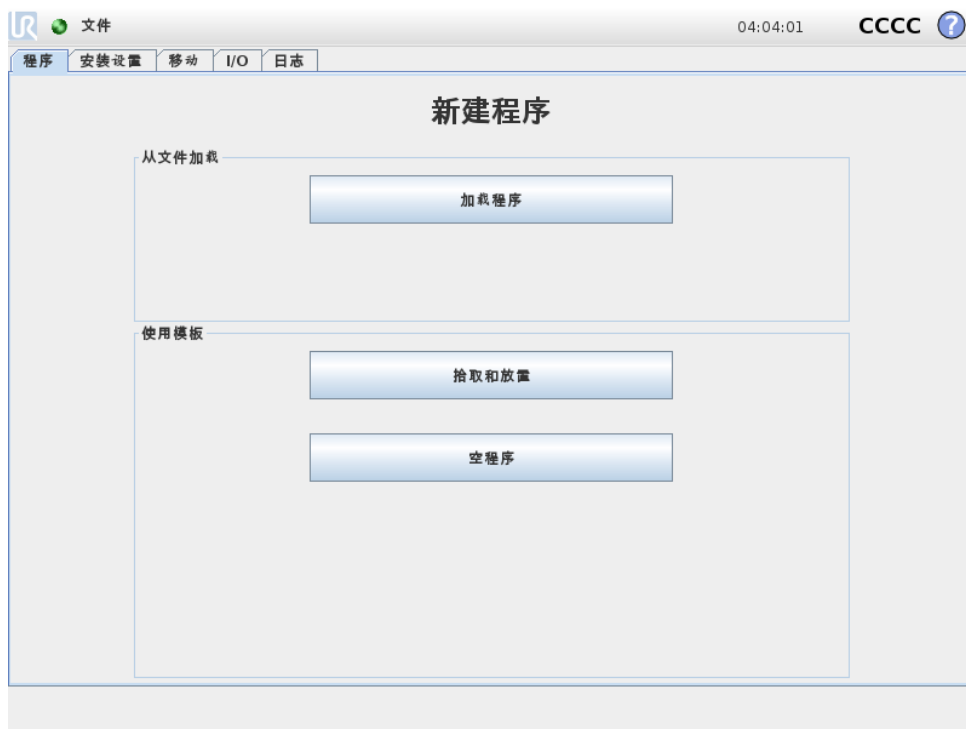 UR 文件 04:04:01 CCCC ?
程序 安装设置 移动 I/O 日志
新建程序
从文件加载
加载程序
使用模板
拾取和放置
空程序